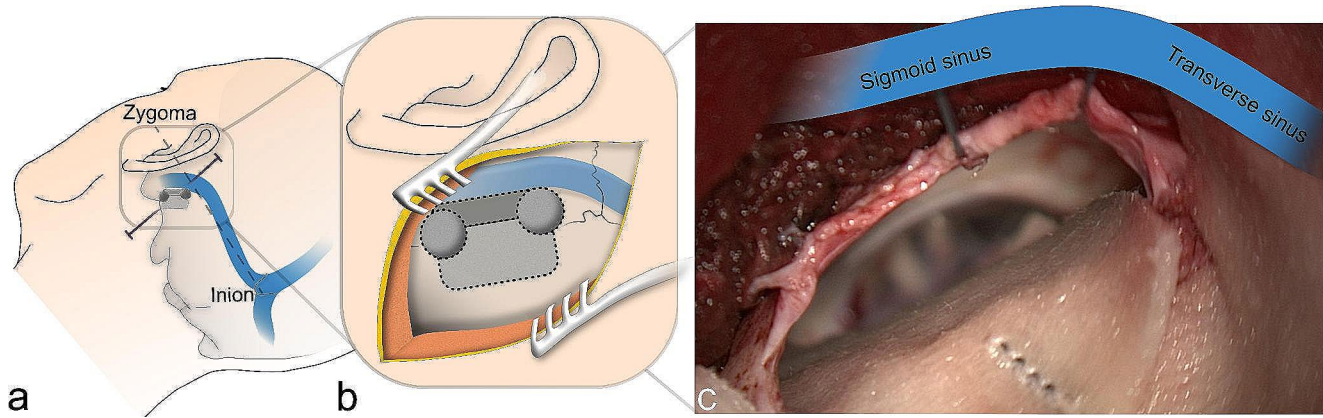 Zygoma
Inion
a
b
Sigmoid sinus
Transverse sinus
c